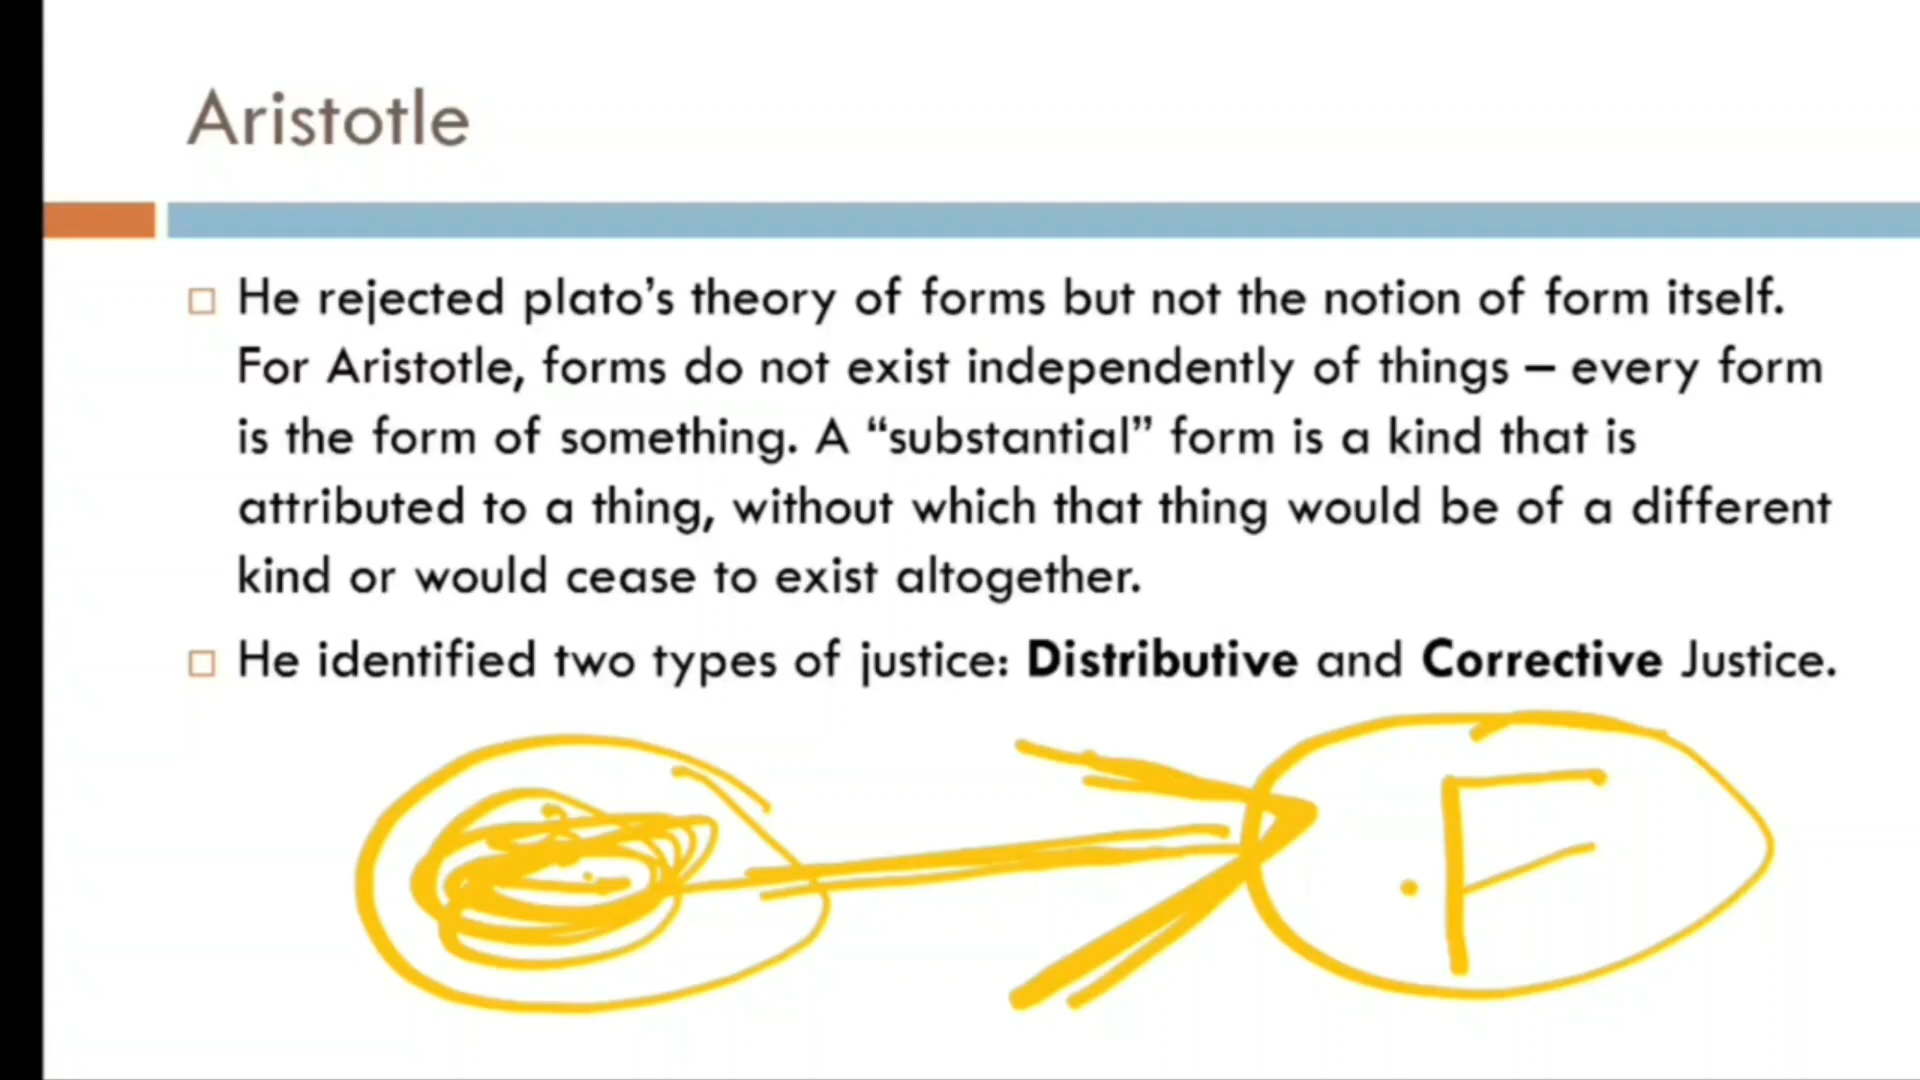 Aristotle
He rejected plato's theory of forms but not the notion of form itself.
For Aristotle, forms do not exist independently of things – every form
is the form of something. A “substantial” form is a kind that is
attributed to a thing, without which that thing would be of a different
kind or would cease to exist altogether.
He identified two types of justice: Distributive and Corrective Justice.
F